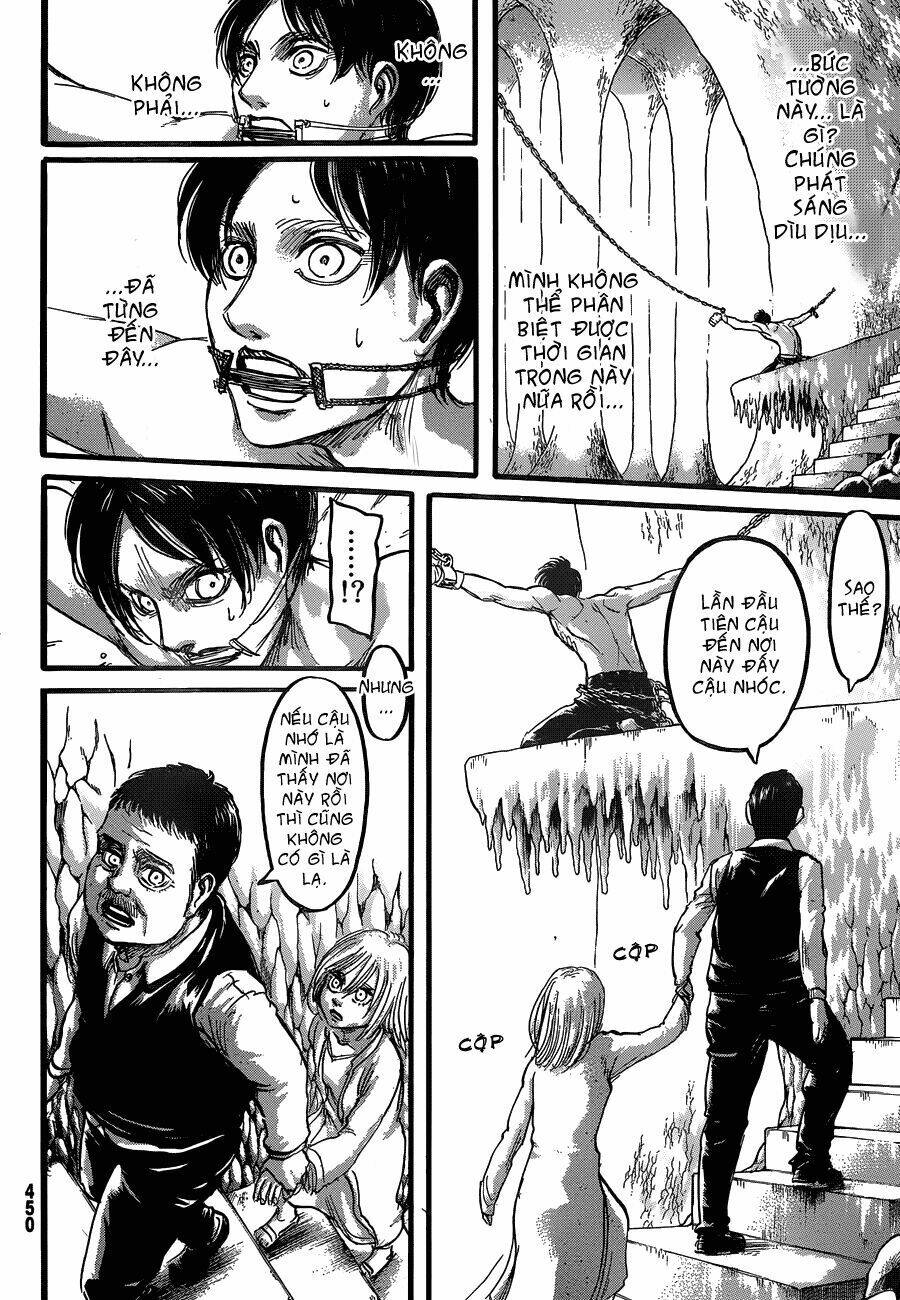 ...BỨC
TƯỜNG
NÀY... LÀ
GÌ?
CHÚNG
PHÁT
SÁNG
DÌU DỊU...
MÌNH KHÔNG
THỂ PHÂN
BIỆT ĐƯỢC
THỜI GIAN
TRONG NÀY
NỮA RỒI...
KHÔNG
...
KHÔNG
PHẢI...
...ĐÃ
TỪNG
ĐẾN
ĐÂY...
SAO
THẾ?
LẦN ĐẦU
TIÊN CẬU
ĐẾN NƠI
NÀY ĐẤY
CẬU NHÓC.
CỘP
CỘP
......
!?
NHƯNG
...
NẾU CẬU
NHỚ LÀ
MÌNH ĐÃ
THẤY NƠI
NÀY RỒI
THÌ CŨNG
KHÔNG
CÓ GÌ LÀ
LẠ.
450